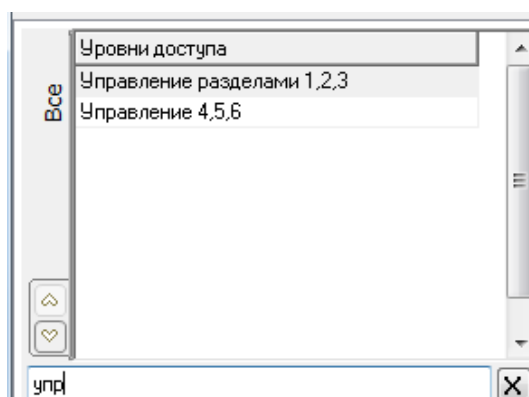 Уровни доступа
Все
Управление разделами 1,2,3
Управление 4,5,6
упр
X